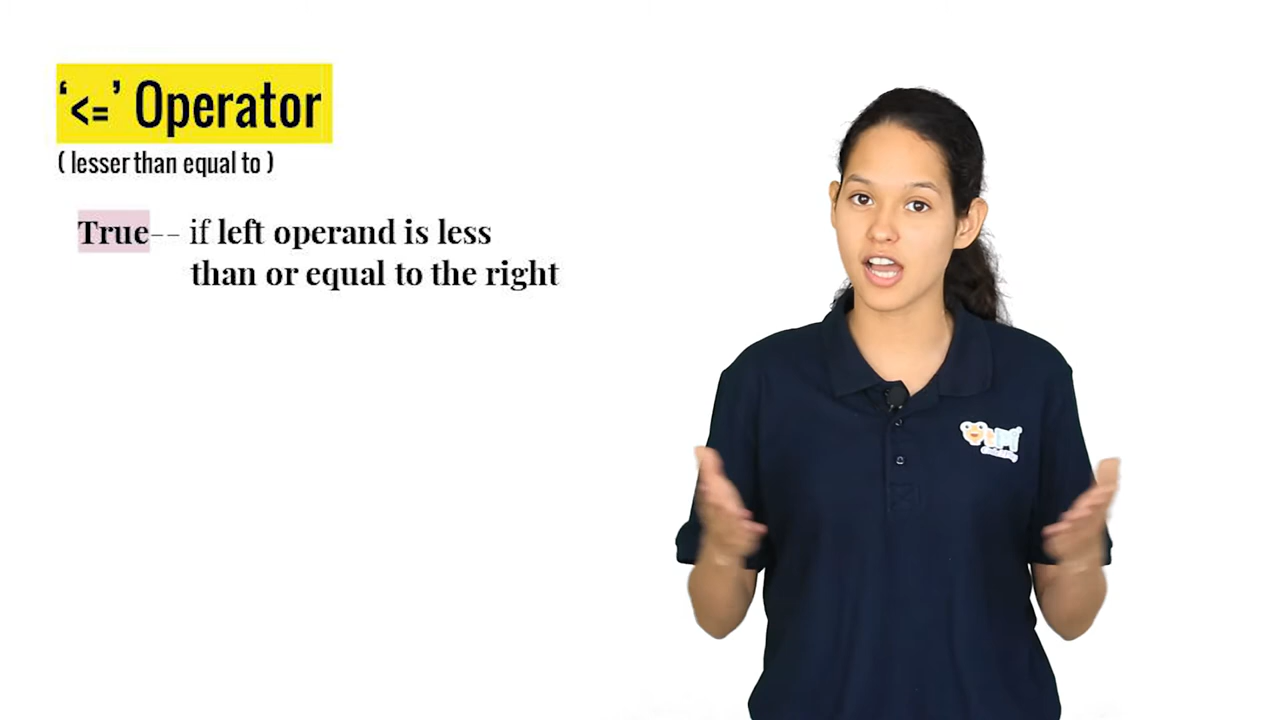 ‘<=’ Operator
( lesser than equal to )
True-- if left operand is less
than or equal to the right